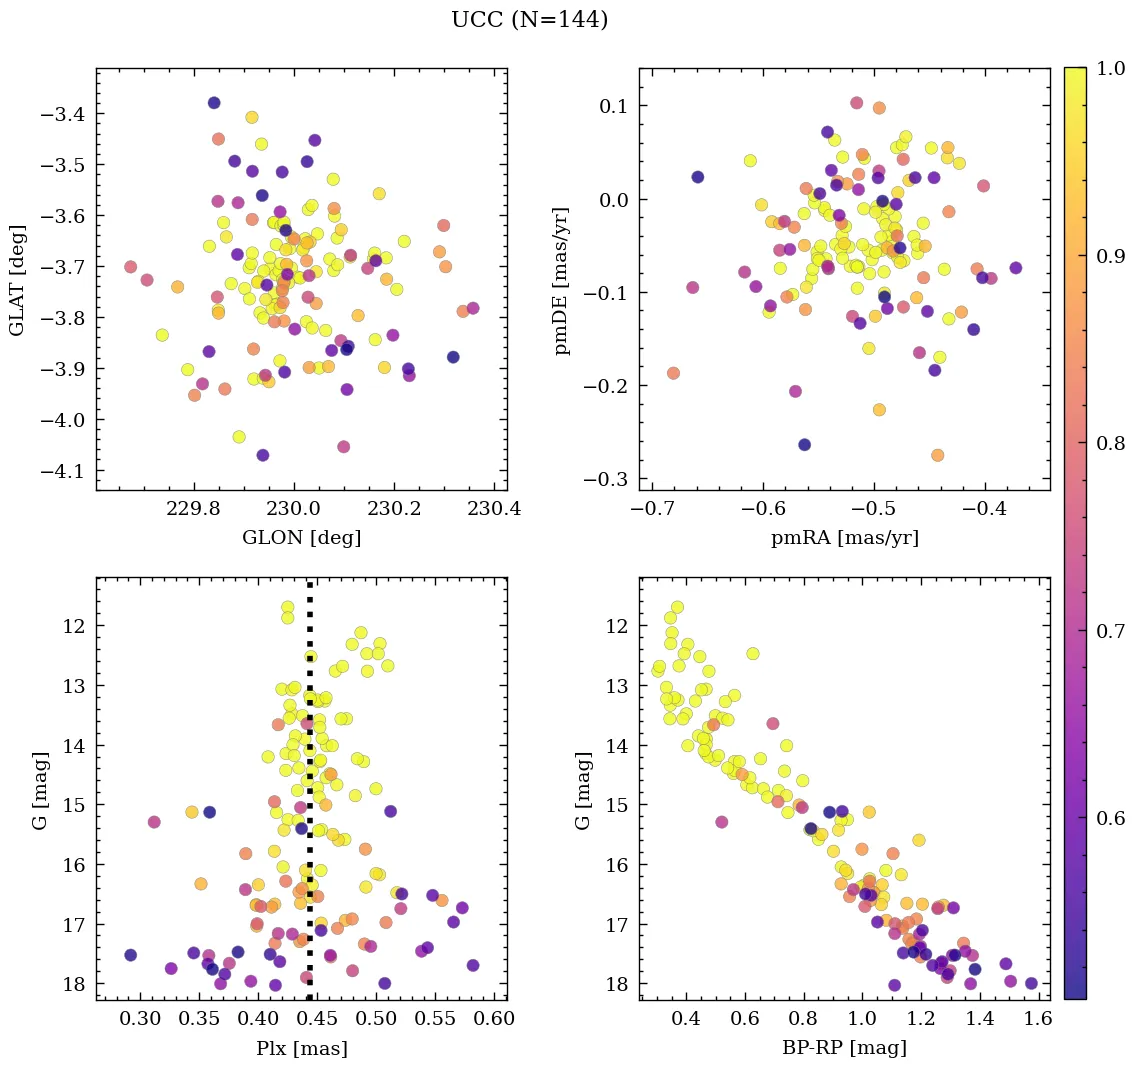 UCC (N=144)
−3.4
−3.5
−3.6
−3.7
−3.8
−3.9
−4.0
−4.1
GLAT [deg]
229.8 230.0 230.2 230.4
GLON [deg]
0.1
0.0
−0.1
−0.2
−0.3
pmDE [mas/yr]
−0.7 −0.6 −0.5 −0.4
pmRA [mas/yr]
12
13
14
15
16
17
18
G [mag]
0.30 0.35 0.40 0.45 0.50 0.55 0.60
Plx [mas]
12
13
14
15
16
17
18
G [mag]
0.4 0.6 0.8 1.0 1.2 1.4 1.6
BP-RP [mag]
1.0
0.9
0.8
0.7
0.6